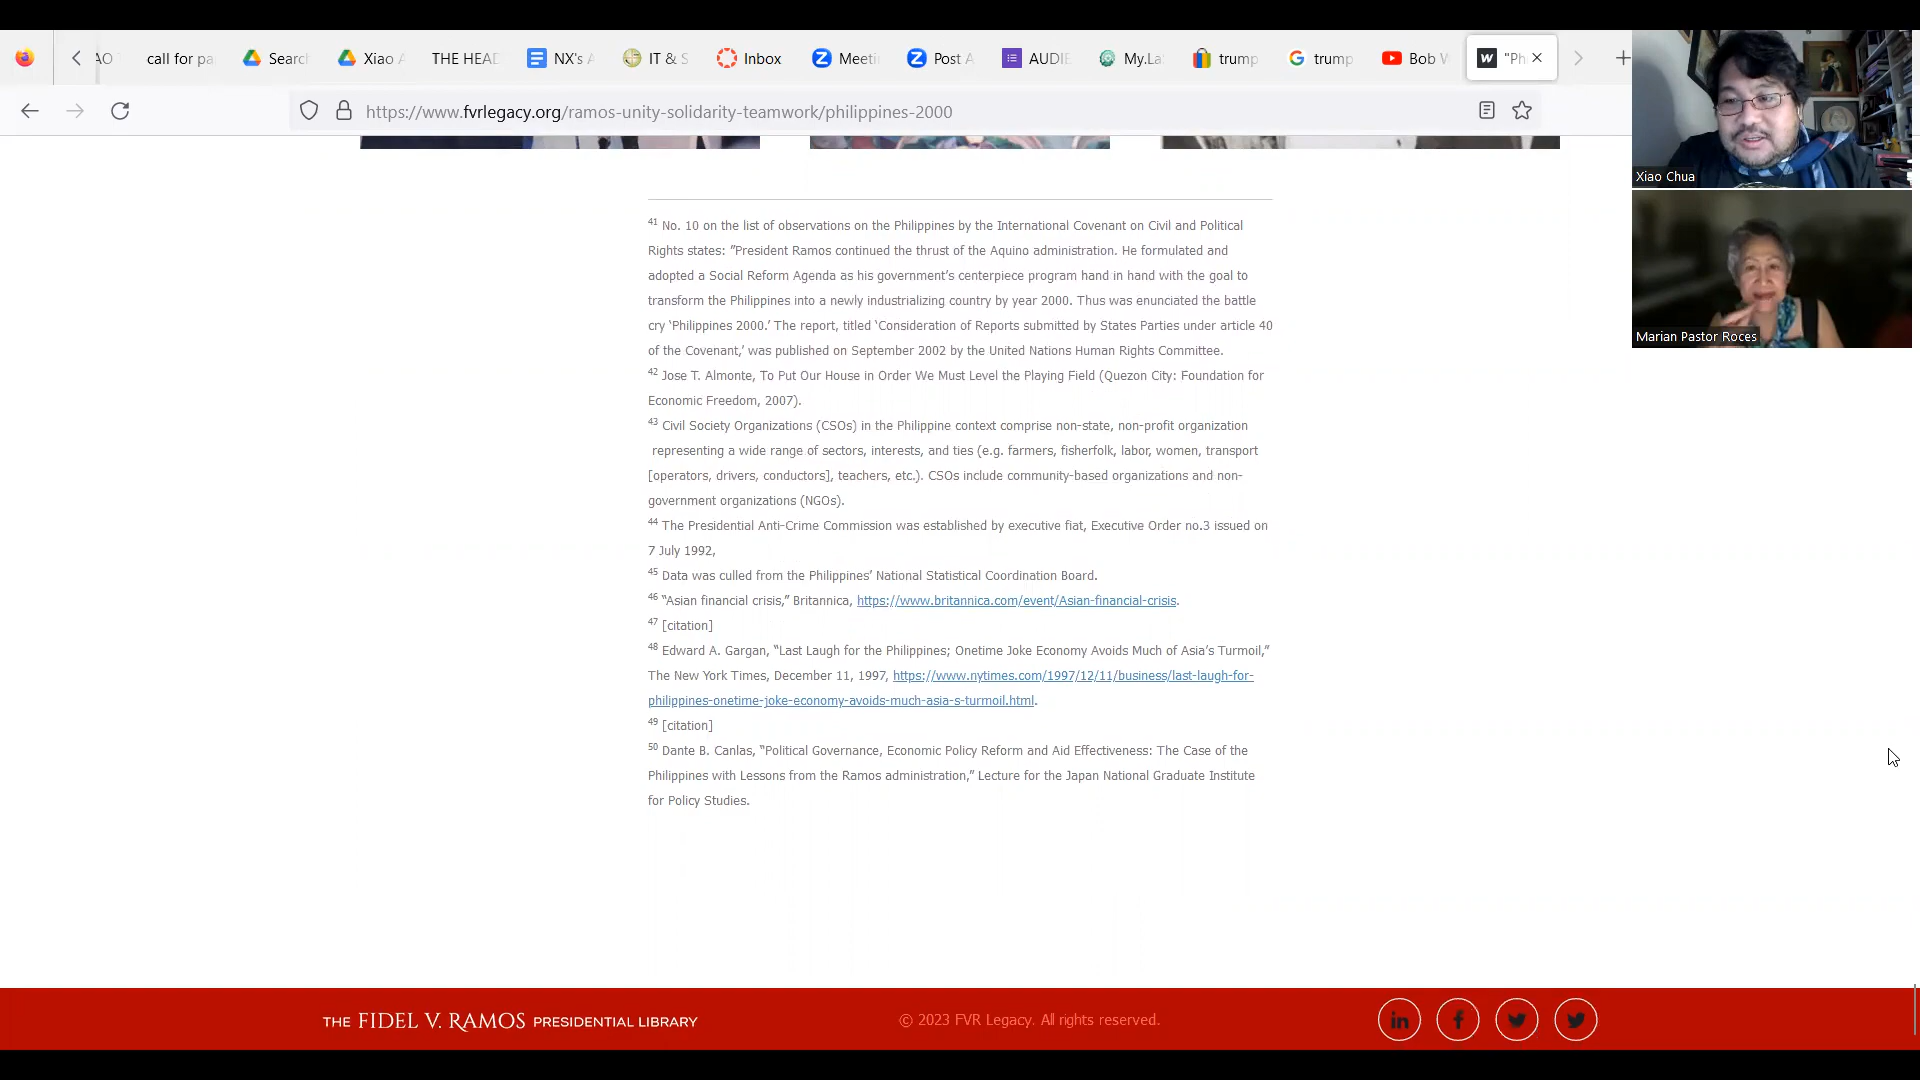 call for pa
Search
Xiao A
THE HEAD
NX's A
IT & S
Inbox
Meeti
Post A
AUDIE
My.La
trump
trump
Bob W
"Ph
https://www.fvrlegacy.org/ramos-unity-solidarity-teamwork/philippines-2000
Xiao Chua
Marian Pastor Roces
41 No. 10 on the list of observations on the Philippines by the International Covenant on Civil and Political
Rights states: ”President Ramos continued the thrust of the Aquino administration. He formulated and
adopted a Social Reform Agenda as his government’s centerpiece program hand in hand with the goal to
transform the Philippines into a newly industrializing country by year 2000. Thus was enunciated the battle
cry ‘Philippines 2000.’ The report, titled ‘Consideration of Reports submitted by States Parties under article 40
of the Covenant,’ was published on September 2002 by the United Nations Human Rights Committee.
42 Jose T. Almonte, To Put Our House in Order We Must Level the Playing Field (Quezon City: Foundation for
Economic Freedom, 2007).
43 Civil Society Organizations (CSOs) in the Philippine context comprise non-state, non-profit organization
representing a wide range of sectors, interests, and ties (e.g. farmers, fisherfolk, labor, women, transport
[operators, drivers, conductors], teachers, etc.). CSOs include community-based organizations and non-
government organizations (NGOs).
44 The Presidential Anti-Crime Commission was established by executive fiat, Executive Order no.3 issued on
7 July 1992,
45 Data was culled from the Philippines’ National Statistical Coordination Board.
46 “Asian financial crisis,” Britannica, https://www.britannica.com/event/Asian-financial-crisis.
47 [citation]
48 Edward A. Gargan, “Last Laugh for the Philippines; Onetime Joke Economy Avoids Much of Asia’s Turmoil,”
The New York Times, December 11, 1997, https://www.nytimes.com/1997/12/11/business/last-laugh-for-
philippines-onetime-joke-economy-avoids-much-asia-s-turmoil.html.
49 [citation]
50 Dante B. Canlas, “Political Governance, Economic Policy Reform and Aid Effectiveness: The Case of the
Philippines with Lessons from the Ramos administration,” Lecture for the Japan National Graduate Institute
for Policy Studies.
THE FIDEL V. RAMOS PRESIDENTIAL LIBRARY
© 2023 FVR Legacy. All rights reserved.